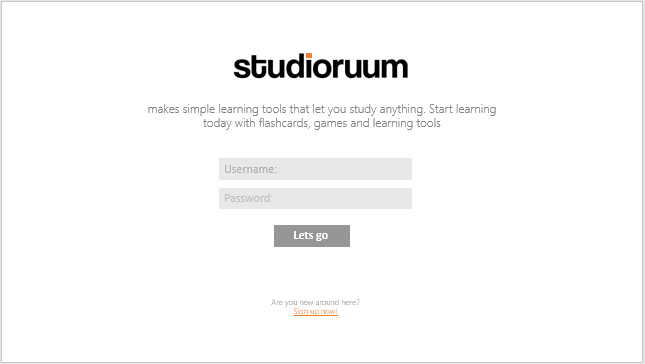 studioruum
makes simple learning tools that let you study anything. Start learning
today with flashcards, games and learning tools
Username:
Password:
Lets go
Are you new around here?
Sign up now!